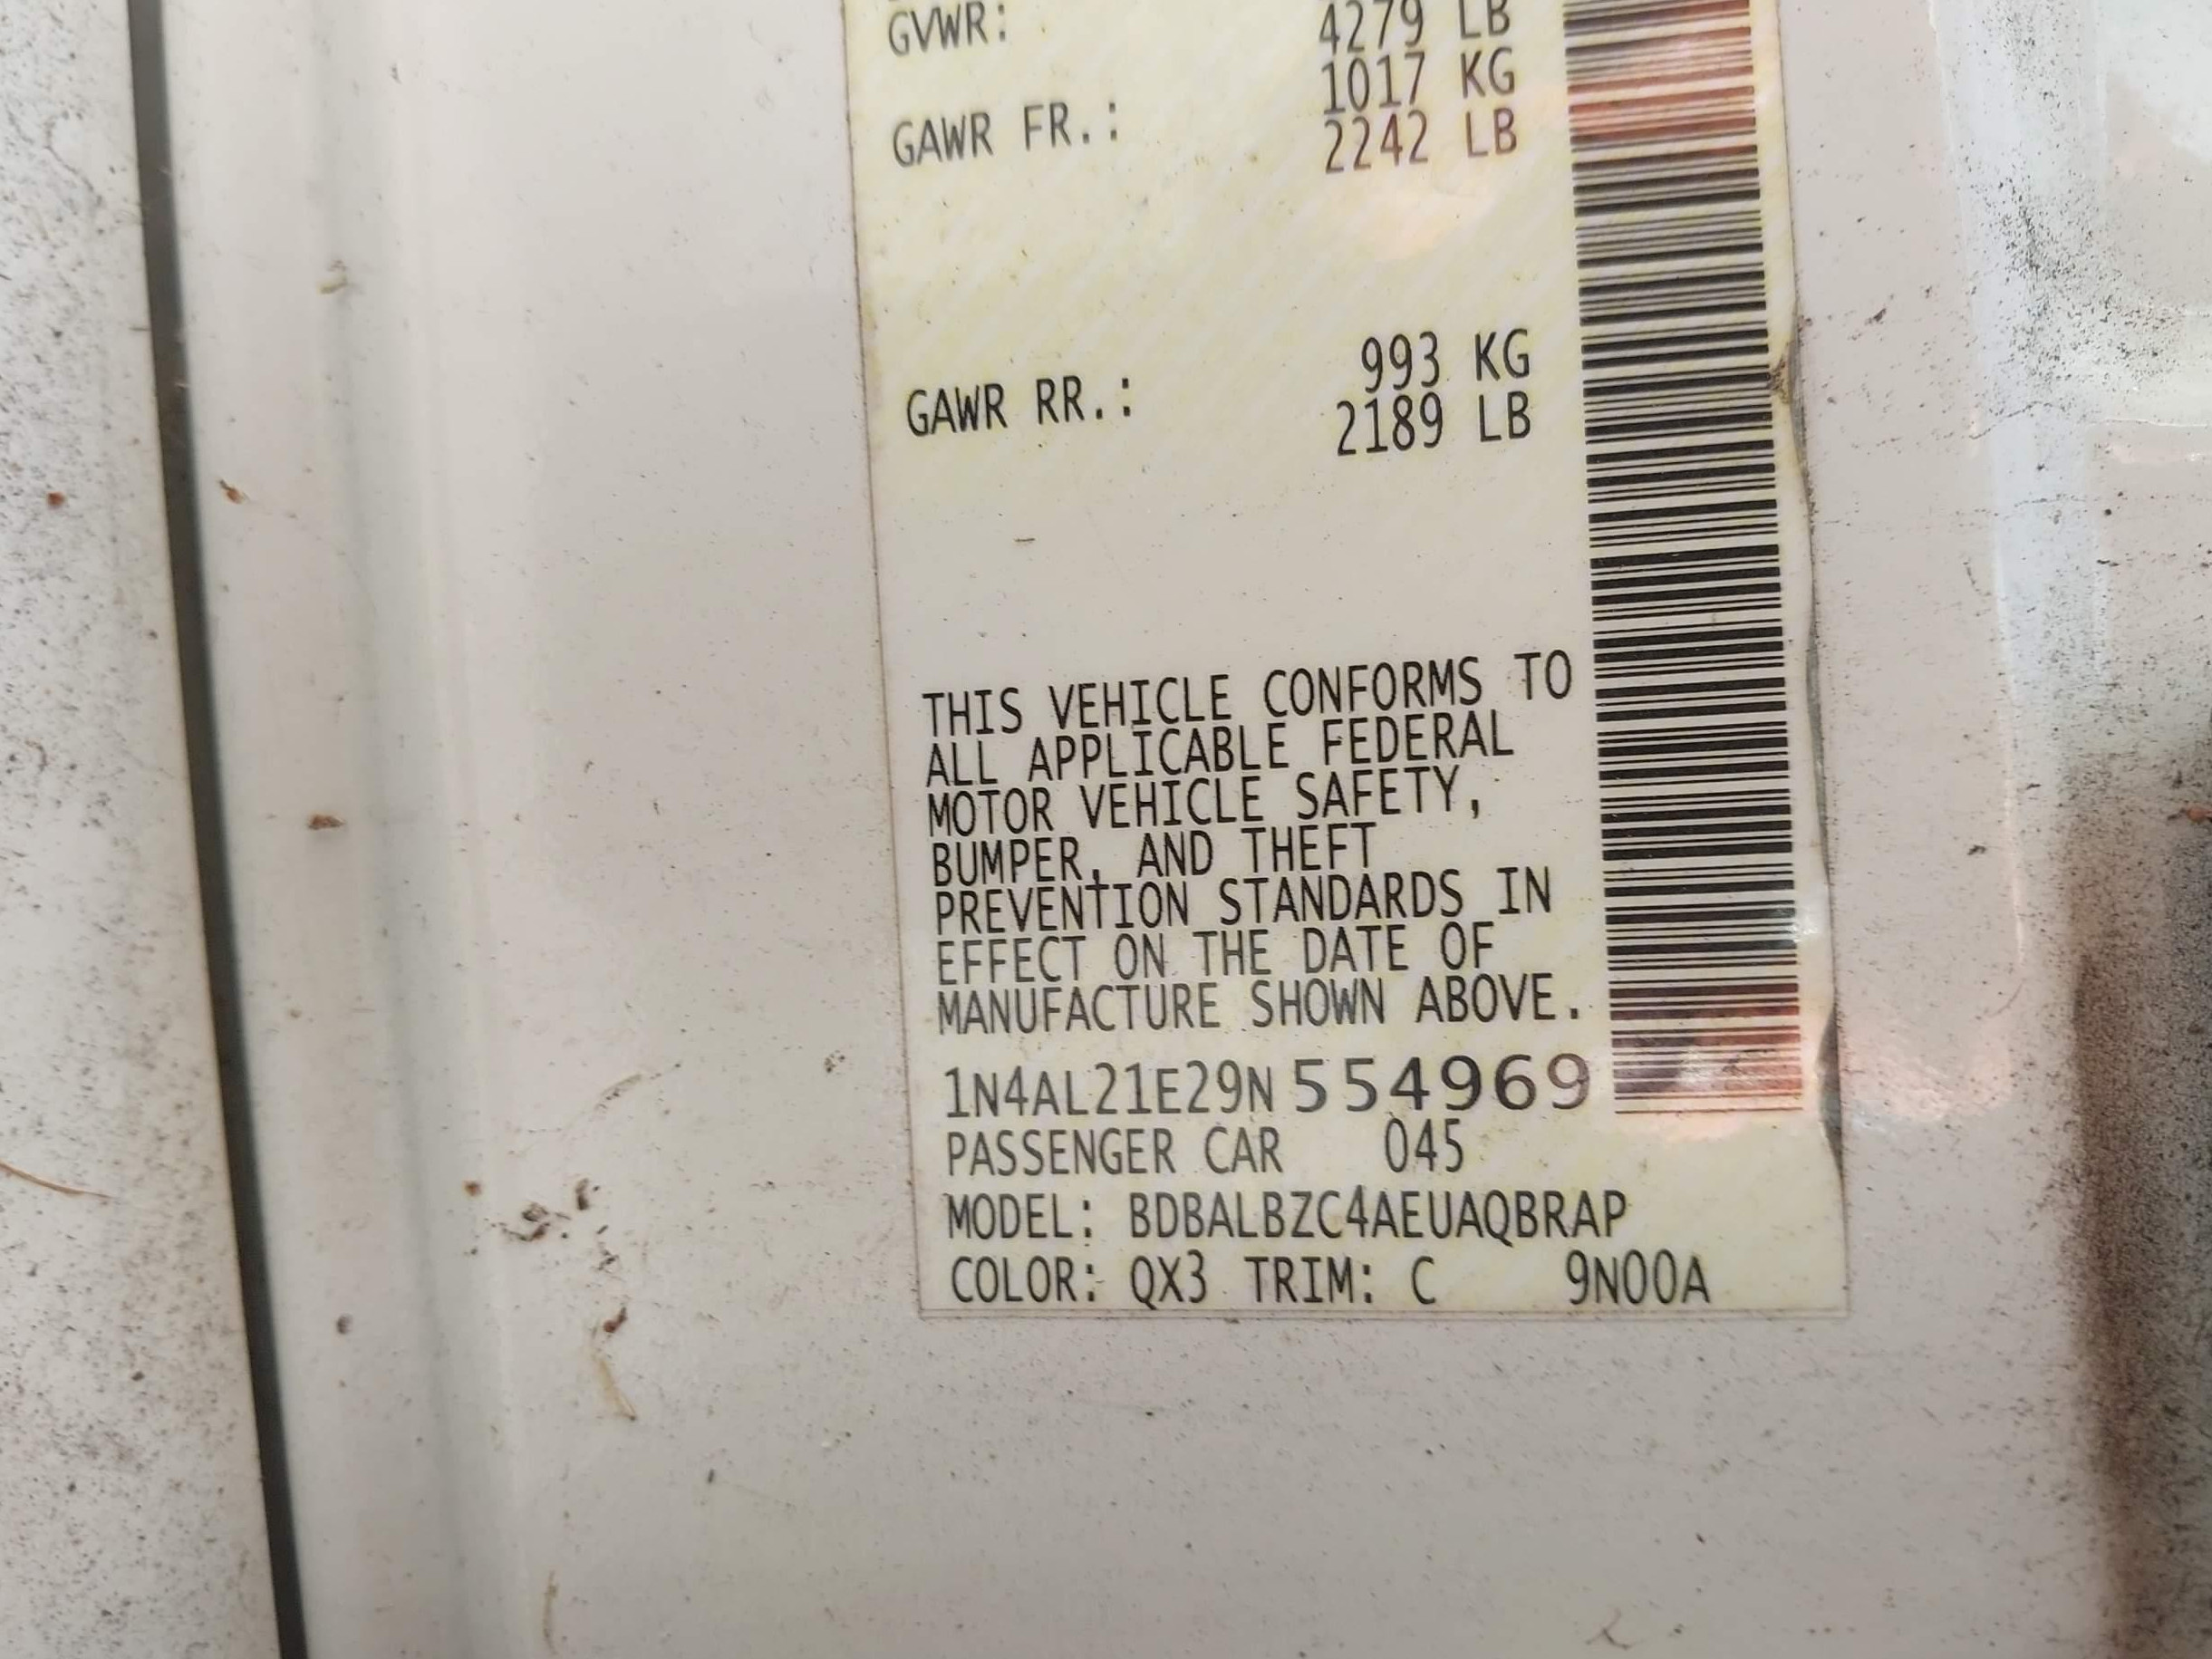 GVWR: 4279 LB
1017 KG
GAWR FR.: 2242 LB
993 KG
GAWR RR.: 2189 LB
THIS VEHICLE CONFORMS TO
ALL APPLICABLE FEDERAL
MOTOR VEHICLE SAFETY,
BUMPER, AND THEFT
PREVENTION STANDARDS IN
EFFECT ON THE DATE OF
MANUFACTURE SHOWN ABOVE.
1N4AL21E29N554969
PASSENGER CAR 045
MODEL: BDBALBZC4AEUAQBRAP
COLOR: QX3 TRIM: C 9N00A